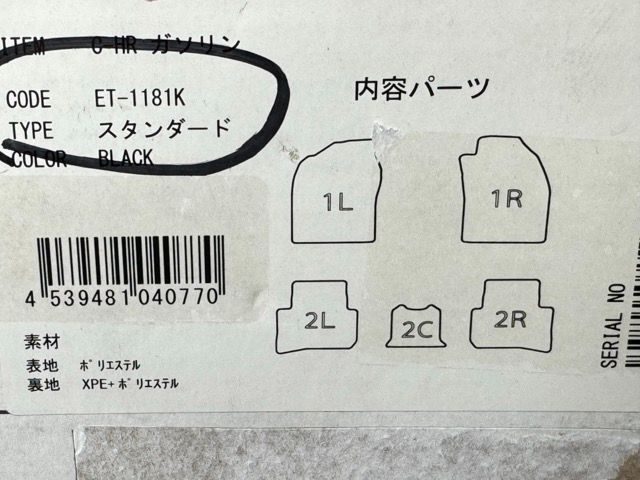 ITEM C-HR ガソリン
CODE ET-1181K
TYPE スタンダード
COLOR BLACK
内容パーツ
1L
1R
2L
2C
2R
4 539481 040770
素材
表地 ポリエステル
裏地 XPE+ポリエステル
SERIAL NO